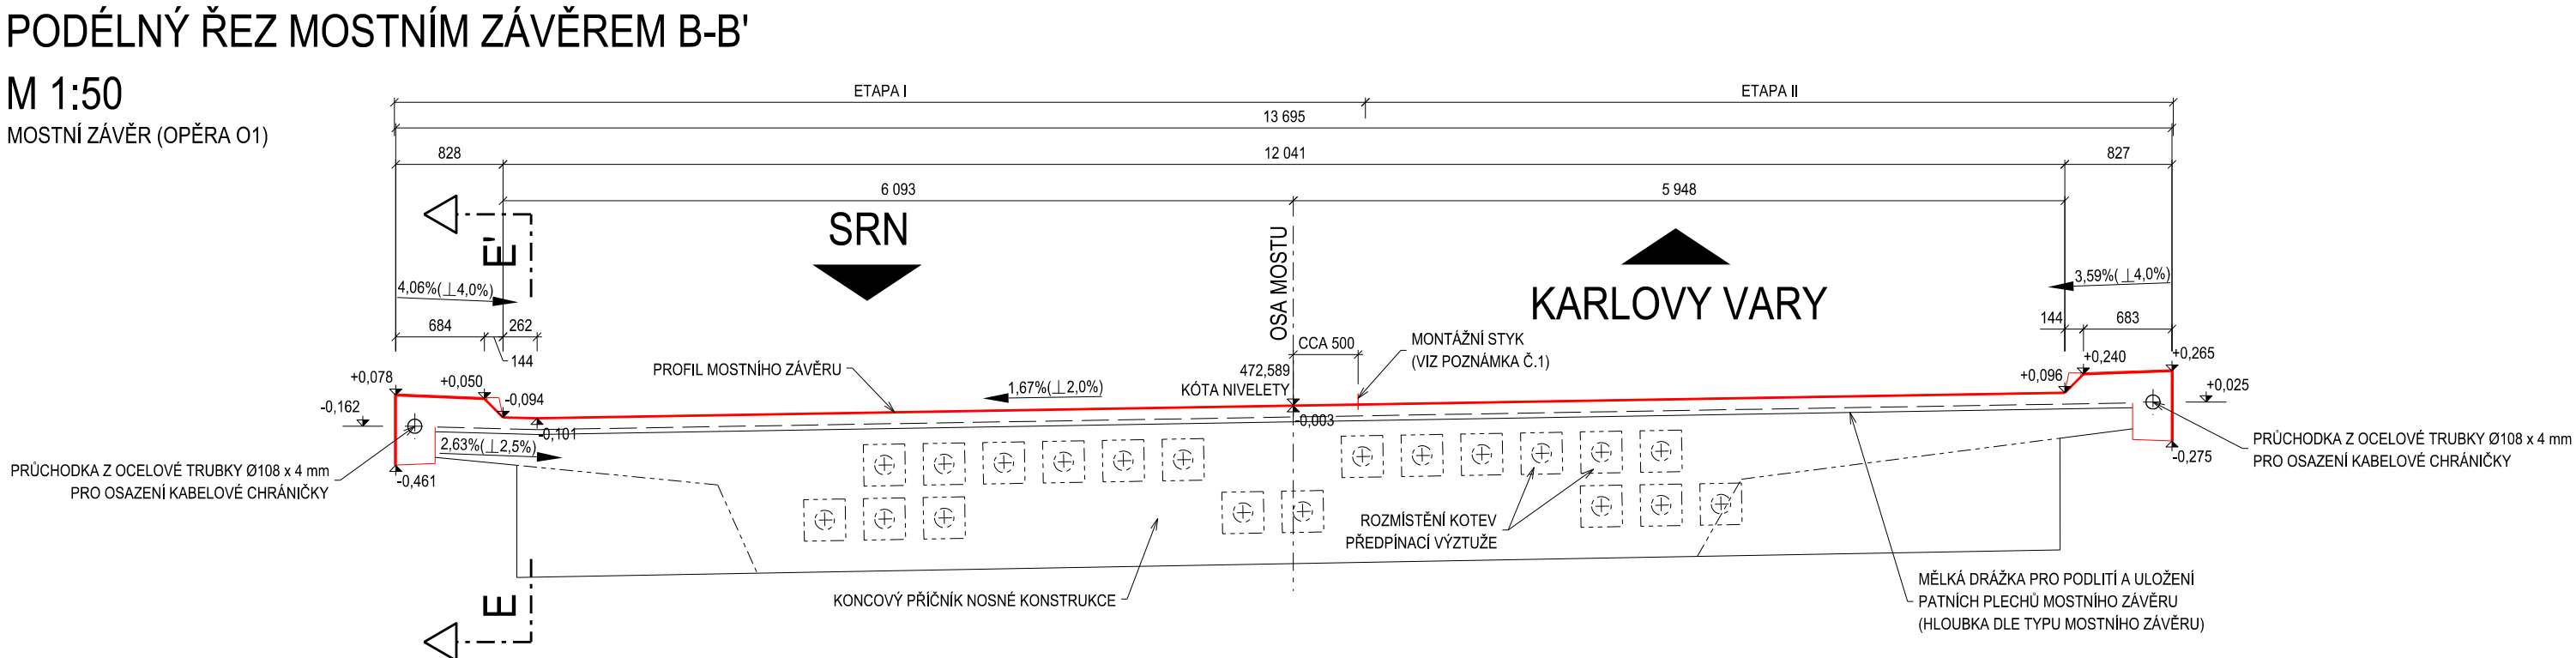 PODÉLNÝ ŘEZ MOSTNÍM ZÁVĚREM B-B'
M 1:50
MOSTNÍ ZÁVĚR (OPĚRA O1)
ETAPA I
ETAPA II
13 695
828
12 041
827
6 093
5 948
E'
SRN
OSA MOSTU
KARLOVY VARY
4,06%(⊥4,0%)
3,59%(⊥4,0%)
684
262
144
144
683
CCA 500
MONTÁŽNÍ STYK
(VIZ POZNÁMKA Č.1)
PROFIL MOSTNÍHO ZÁVĚRU
472,589
KÓTA NIVELETY
1,67%(⊥2,0%)
+0,078
+0,050
-0,094
-0,162
-0,101
-0,003
+0,096
+0,240
+0,265
+0,025
2,63%(⊥2,5%)
-0,461
-0,275
PRŮCHODKA Z OCELOVÉ TRUBKY Ø108 x 4 mm
PRO OSAZENÍ KABELOVÉ CHRÁNIČKY
PRŮCHODKA Z OCELOVÉ TRUBKY Ø108 x 4 mm
PRO OSAZENÍ KABELOVÉ CHRÁNIČKY
ROZMÍSTĚNÍ KOTEV
PŘEDPÍNACÍ VÝZTUŽE
KONCOVÝ PŘÍČNÍK NOSNÉ KONSTRUKCE
MĚLKÁ DRÁŽKA PRO PODLITÍ A ULOŽENÍ
PATNÍCH PLECHŮ MOSTNÍHO ZÁVĚRU
(HLOUBKA DLE TYPU MOSTNÍHO ZÁVĚRU)
E